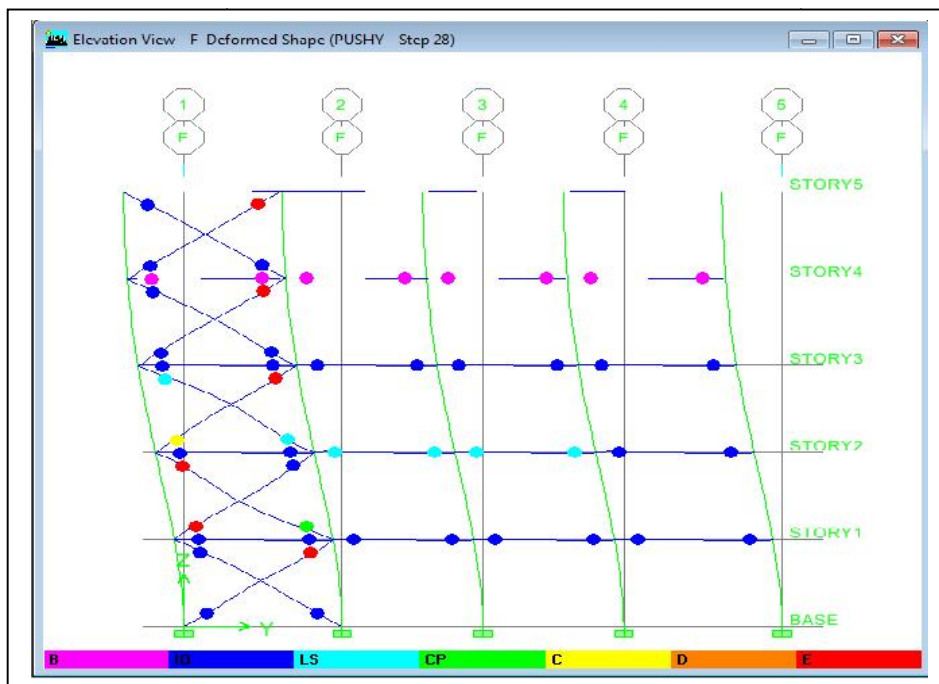 Elevation View F Deformed Shape (PUSHY Step 28)
1 2 3 4 5
F F F F F
STORY5
STORY4
STORY3
STORY2
STORY1
Z
Y
BASE
B IO LS CP C D E